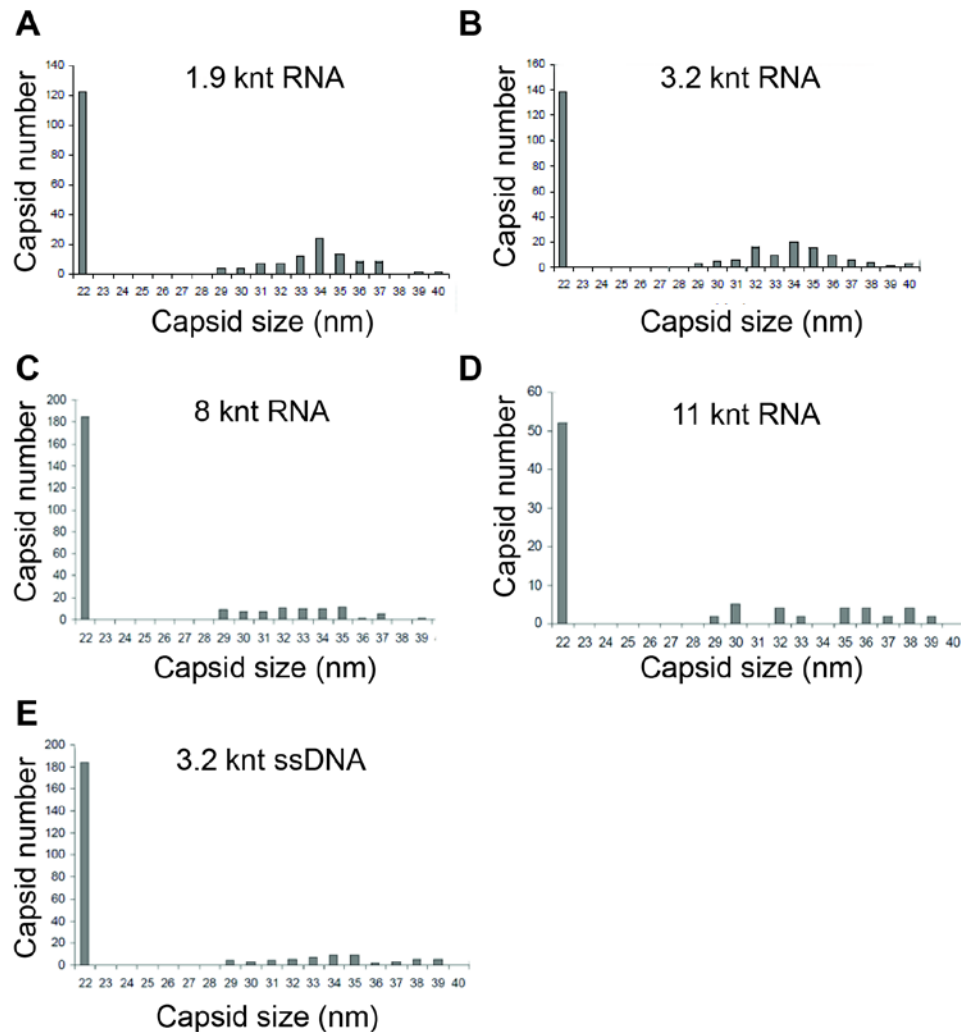 A
1.9 knt RNA
Capsid number
140
120
100
80
60
40
20
0
22 23 24 25 26 27 28 29 30 31 32 33 34 35 36 37 38 39 40
Capsid size (nm)
B
3.2 knt RNA
Capsid number
160
140
120
100
80
60
40
20
0
22 23 24 25 26 27 28 29 30 31 32 33 34 35 36 37 38 39 40
Capsid size (nm)
C
8 knt RNA
Capsid number
200
180
160
140
120
100
80
60
40
20
0
22 23 24 25 26 27 28 29 30 31 32 33 34 35 36 37 38 39
Capsid size (nm)
D
11 knt RNA
Capsid number
60
50
40
30
20
10
0
22 23 24 25 26 27 28 29 30 31 32 33 34 35 36 37 38 39 40
Capsid size (nm)
E
3.2 knt ssDNA
Capsid number
200
180
160
140
120
100
80
60
40
20
0
22 23 24 25 26 27 28 29 30 31 32 33 34 35 36 37 38 39 40
Capsid size (nm)